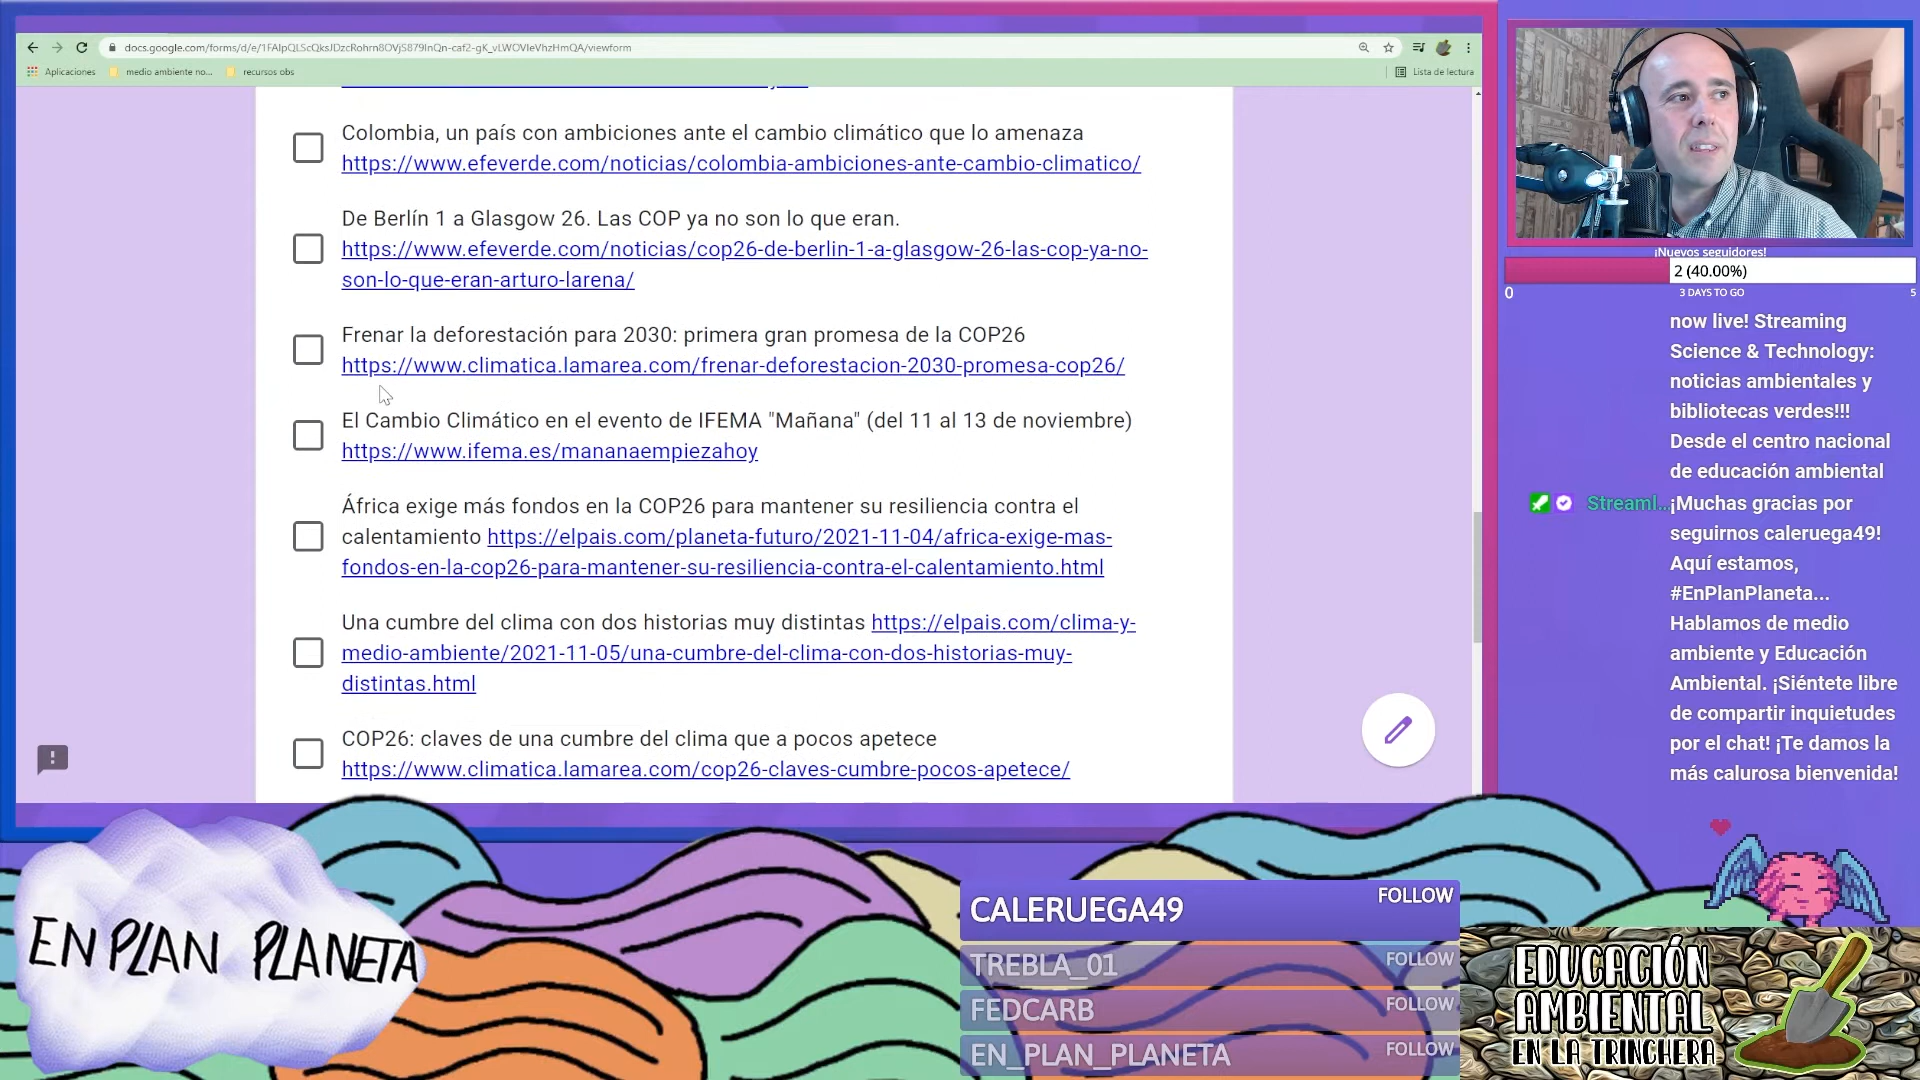 docs.google.com/forms/d/e/1FAIpQLScQksJDzcRohrn8OVjS879InQn-caf2-gK_vLWOVIeVhzHmQA/viewform
Aplicaciones
medio ambiente no...
recursos obs
Lista de lectura
Colombia, un país con ambiciones ante el cambio climático que lo amenaza
https://www.efeverde.com/noticias/colombia-ambiciones-ante-cambio-climatico/
De Berlín 1 a Glasgow 26. Las COP ya no son lo que eran.
https://www.efeverde.com/noticias/cop26-de-berlin-1-a-glasgow-26-las-cop-ya-no-
son-lo-que-eran-arturo-larena/
Frenar la deforestación para 2030: primera gran promesa de la COP26
https://www.climatica.lamarea.com/frenar-deforestacion-2030-promesa-cop26/
El Cambio Climático en el evento de IFEMA "Mañana" (del 11 al 13 de noviembre)
https://www.ifema.es/mananaempiezahoy
África exige más fondos en la COP26 para mantener su resiliencia contra el
calentamiento https://elpais.com/planeta-futuro/2021-11-04/africa-exige-mas-
fondos-en-la-cop26-para-mantener-su-resiliencia-contra-el-calentamiento.html
Una cumbre del clima con dos historias muy distintas https://elpais.com/clima-y-
medio-ambiente/2021-11-05/una-cumbre-del-clima-con-dos-historias-muy-
distintas.html
COP26: claves de una cumbre del clima que a pocos apetece
https://www.climatica.lamarea.com/cop26-claves-cumbre-pocos-apetece/
¡Nuevos seguidores!
2 (40.00%)
0
3 DAYS TO GO
5
now live! Streaming
Science & Technology:
noticias ambientales y
bibliotecas verdes!!!
Desde el centro nacional
de educación ambiental
Streaml... ¡Muchas gracias por
seguirnos caleruega49!
Aquí estamos,
#EnPlanPlaneta...
Hablamos de medio
ambiente y Educación
Ambiental. ¡Siéntete libre
de compartir inquietudes
por el chat! ¡Te damos la
más calurosa bienvenida!
EN PLAN PLANETA
CALERUEGA49 FOLLOW
TREBLA_01 FOLLOW
FEDCARB FOLLOW
EN_PLAN_PLANETA FOLLOW
EDUCACIÓN
AMBIENTAL
EN LA TRINCHERA